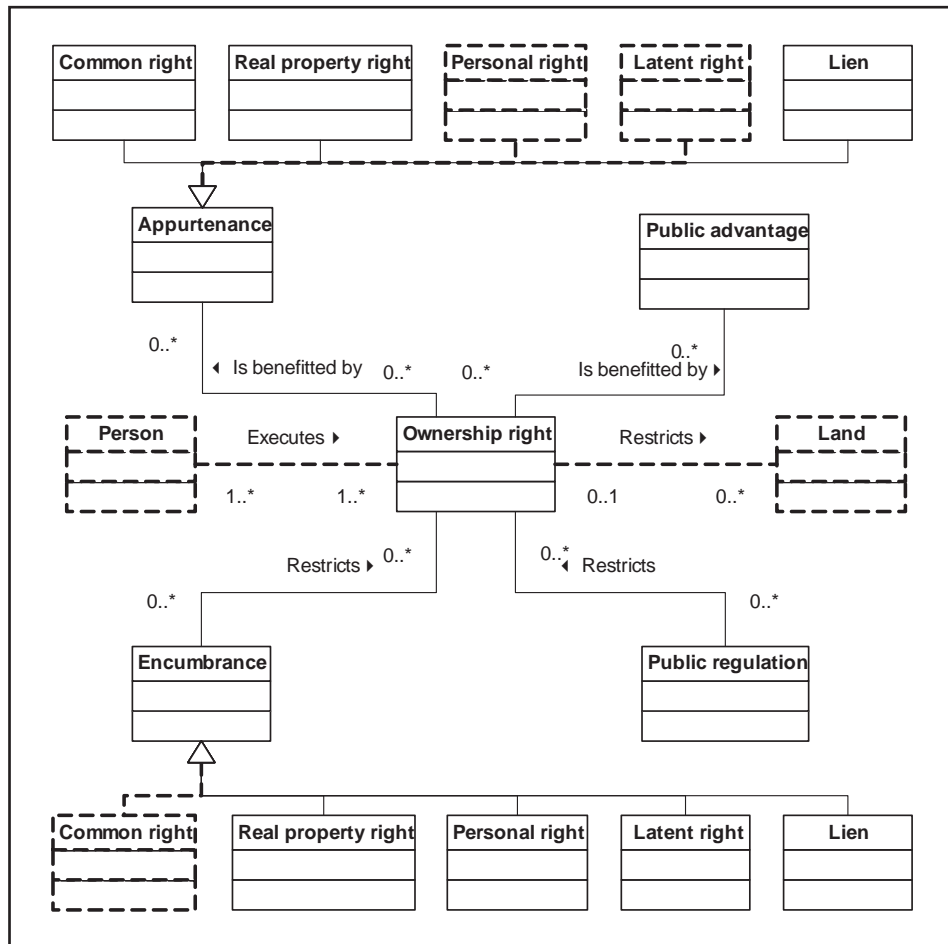 Common right
Real property right
Personal right
Latent right
Lien
Appurtenance
Public advantage
0..*
0..*
◂ Is benefitted by
0..*
0..*
Is benefitted by ▸
Person
Executes ▸
Ownership right
Restricts ▸
Land
1..*
1..*
0..1
0..*
Restricts ▸
0..*
0..*
◂ Restricts
0..*
0..*
Encumbrance
Public regulation
Common right
Real property right
Personal right
Latent right
Lien